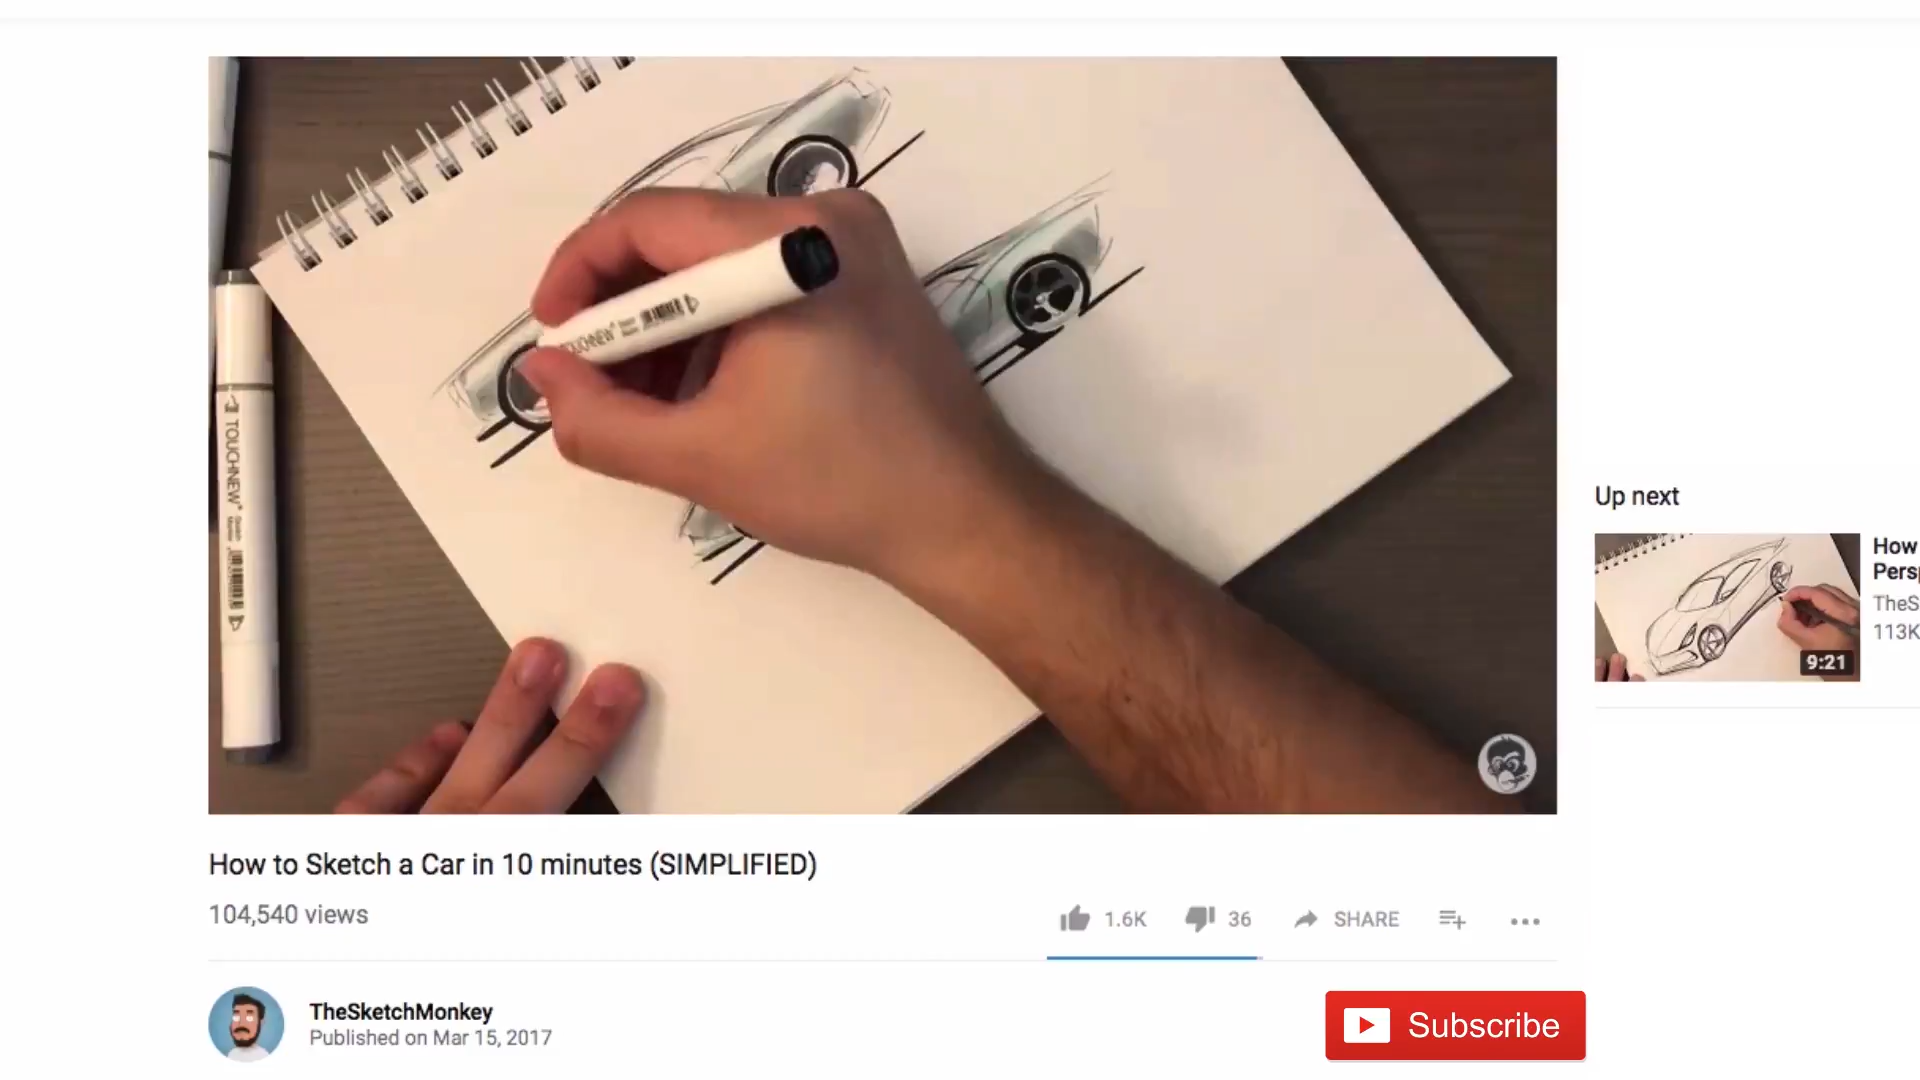 TOUCHNEW
TOUCHNEW
Up next
How
Pers
TheS
113K
9:21
How to Sketch a Car in 10 minutes (SIMPLIFIED)
104,540 views
1.6K
36
SHARE
TheSketchMonkey
Published on Mar 15, 2017
Subscribe